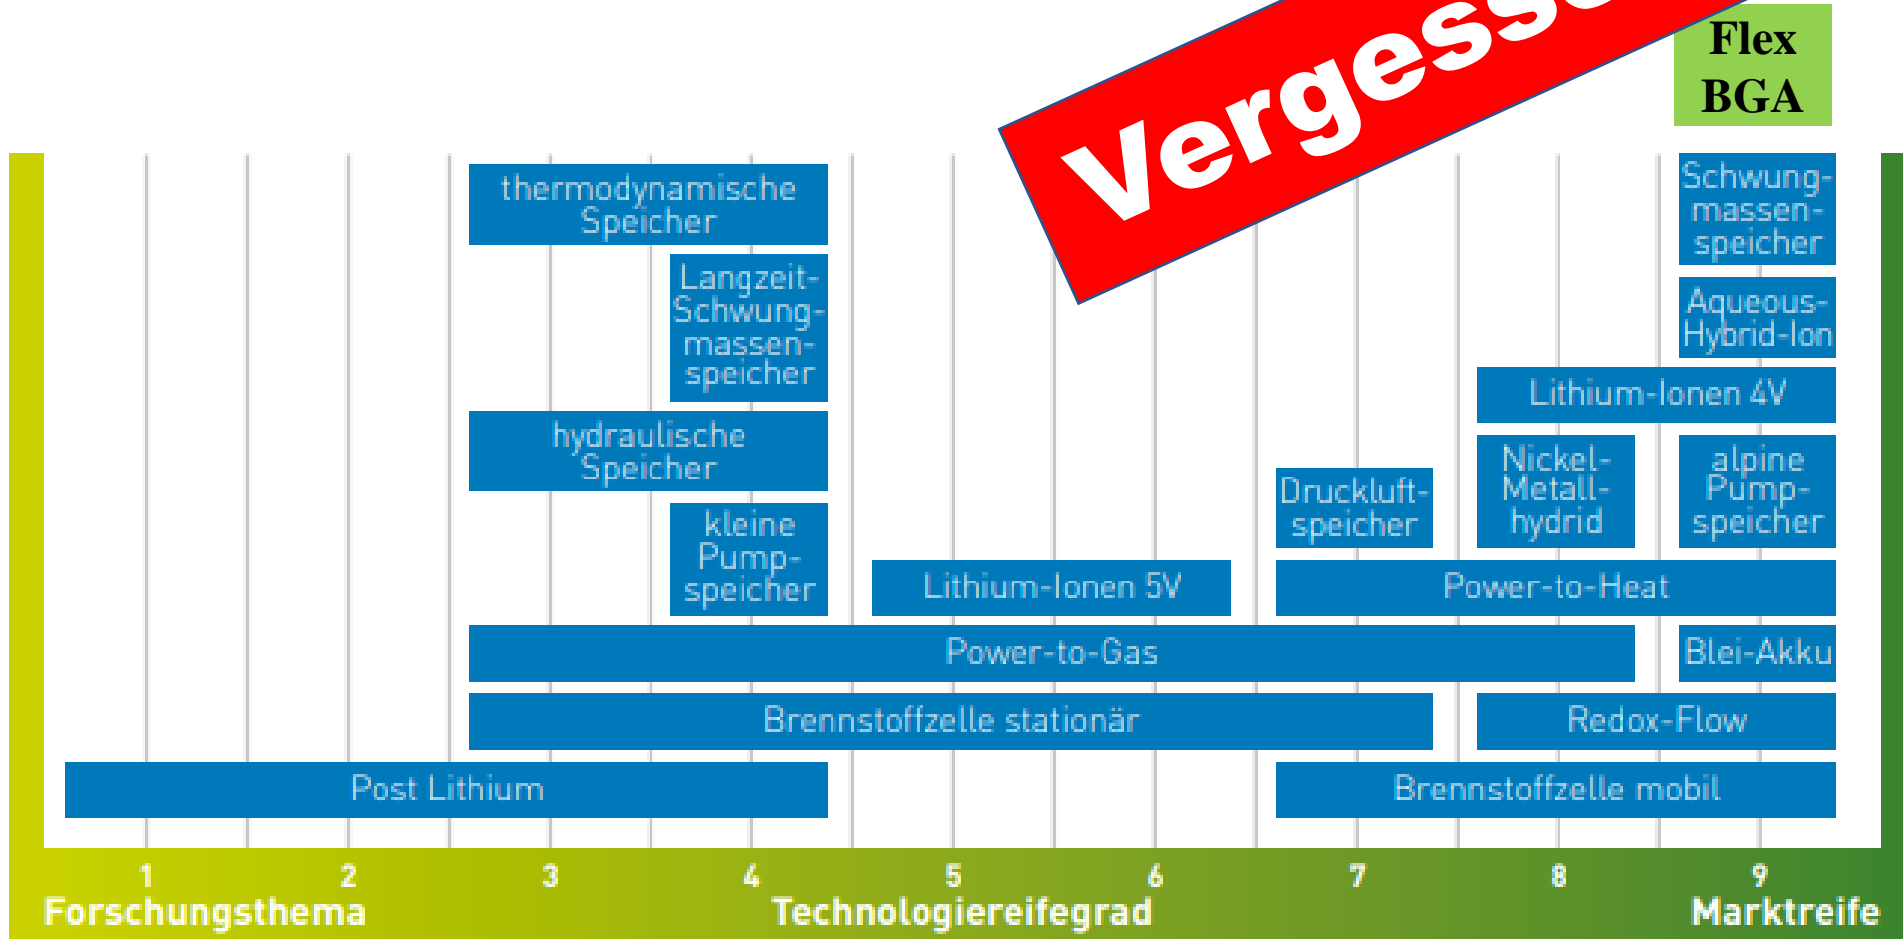 Flex
BGA
thermodynamische
Speicher
Schwung-
massen-
speicher
Langzeit-
Schwung-
massen-
speicher
Aqueous-
Hybrid-Ion
Lithium-Ionen 4V
hydraulische
Speicher
Druckluft-
speicher
Nickel-
Metall-
hydrid
alpine
Pump-
speicher
kleine
Pump-
speicher
Lithium-Ionen 5V
Power-to-Heat
Power-to-Gas
Blei-Akku
Brennstoffzelle stationär
Redox-Flow
Post Lithium
Brennstoffzelle mobil
1 2 3 4 5 6 7 8 9
Forschungsthema Technologiereifegrad Marktreife